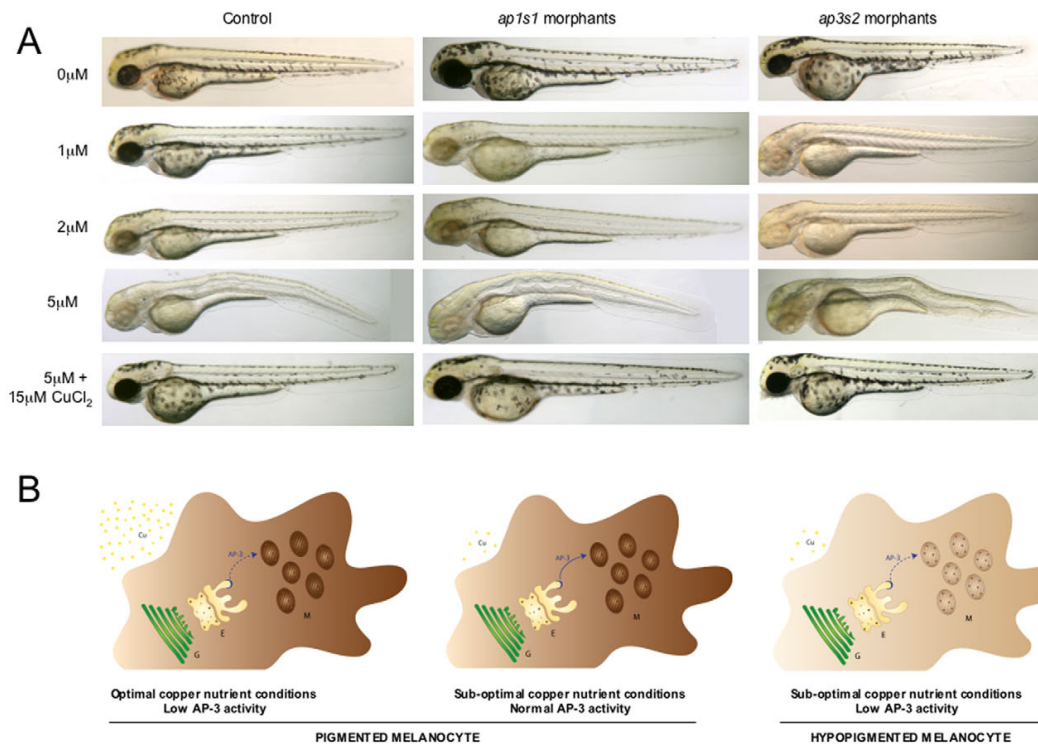 A
Control
ap1s1 morphants
ap3s2 morphants
0μM
1μM
2μM
5μM
5μM +
15μM CuCl₂
B
Cu
AP-3
G
E
M
Cu
AP-3
G
E
M
Cu
AP-3
G
E
M
Optimal copper nutrient conditions
Low AP-3 activity
Sub-optimal copper nutrient conditions
Normal AP-3 activity
Sub-optimal copper nutrient conditions
Low AP-3 activity
PIGMENTED MELANOCYTE
HYPOPIGMENTED MELANOCYTE